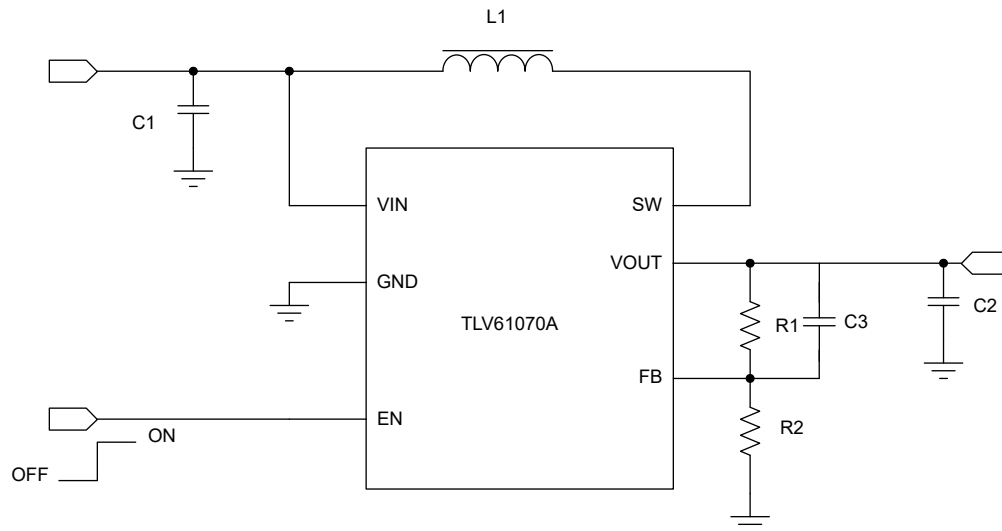 L1
C1
VIN
SW
VOUT
GND
C2
TLV61070A
R1
C3
FB
EN
R2
ON
OFF